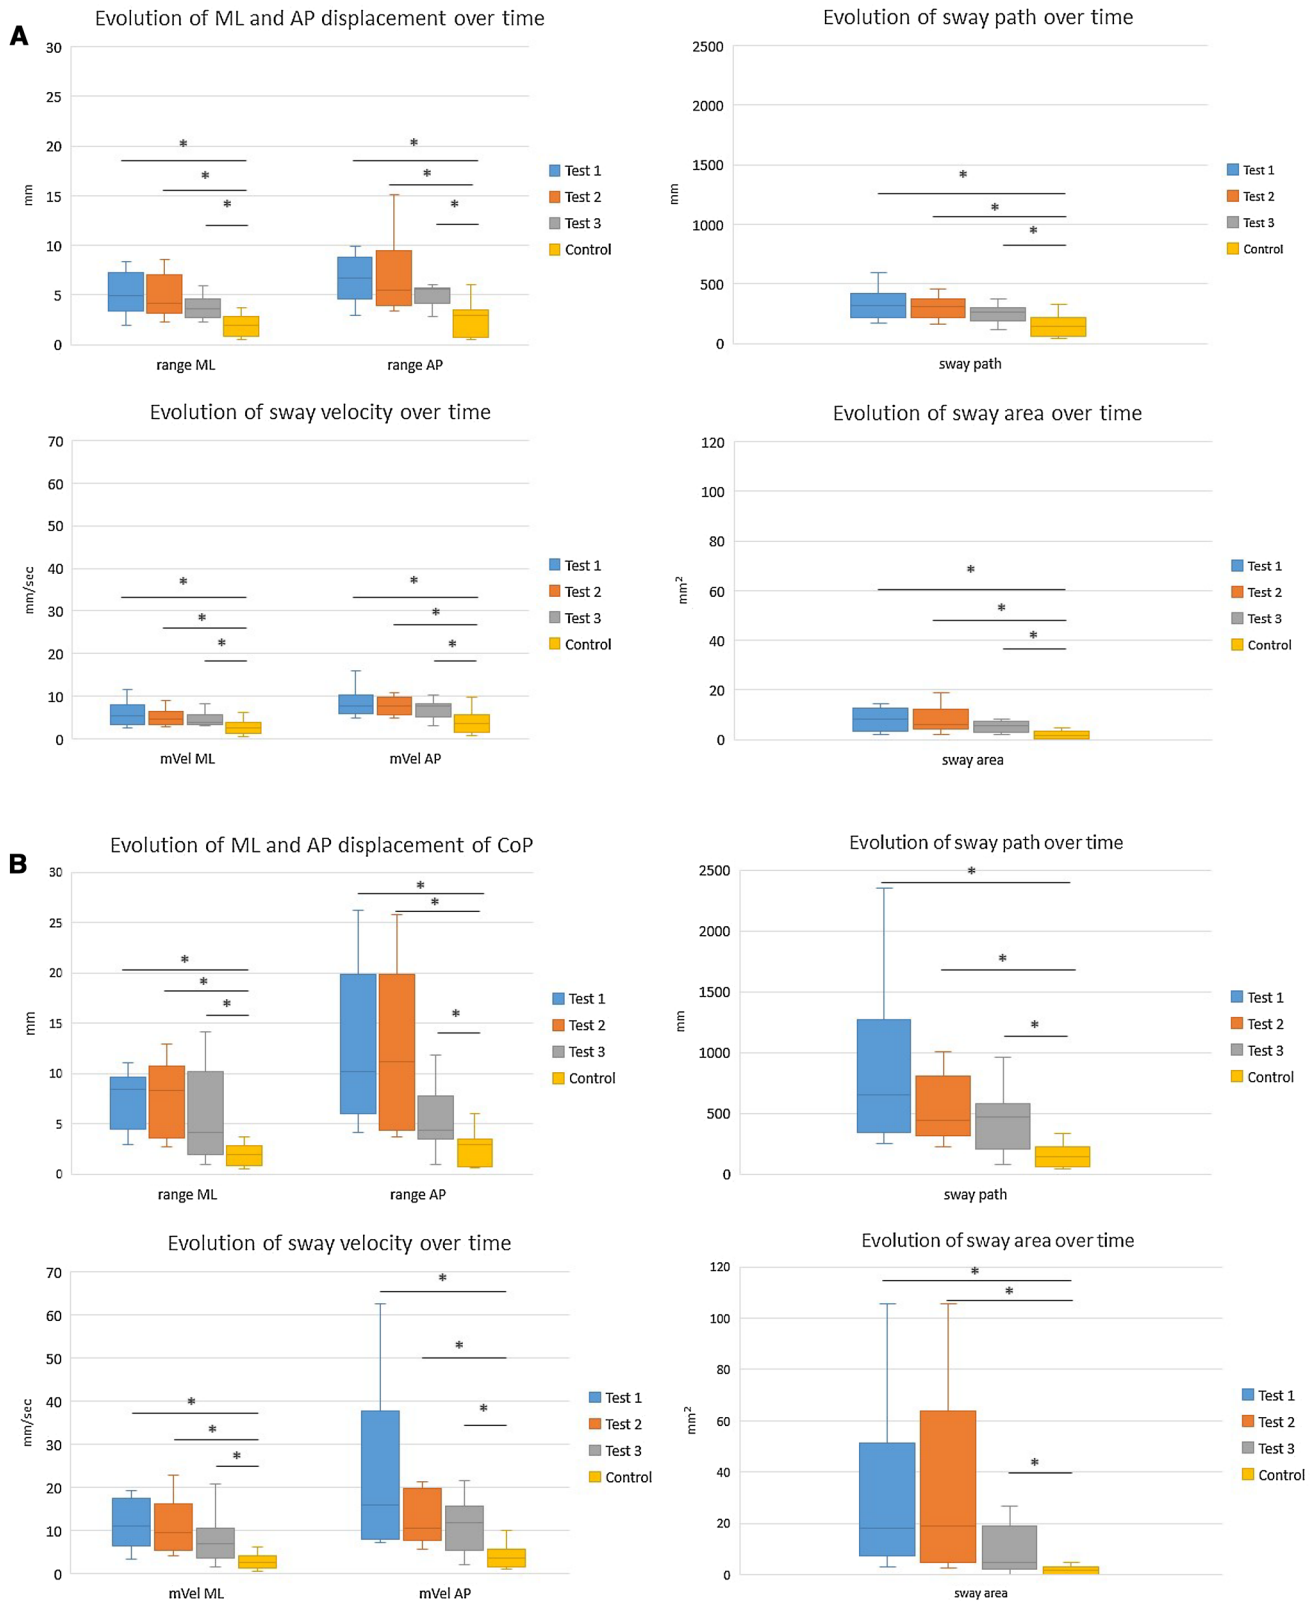 A
Evolution of ML and AP displacement over time
30
25
20
15
10
5
0
mm
*
*
*
*
*
*
range ML
range AP
Test 1
Test 2
Test 3
Control
Evolution of sway path over time
2500
2000
1500
1000
500
0
mm
*
*
*
sway path
Test 1
Test 2
Test 3
Control
Evolution of sway velocity over time
70
60
50
40
30
20
10
0
mm/sec
*
*
*
*
*
*
mVel ML
mVel AP
Test 1
Test 2
Test 3
Control
Evolution of sway area over time
120
100
80
60
40
20
0
mm²
*
*
*
sway area
Test 1
Test 2
Test 3
Control
B
Evolution of ML and AP displacement of CoP
30
25
20
15
10
5
0
mm
*
*
*
*
*
*
range ML
range AP
Test 1
Test 2
Test 3
Control
Evolution of sway path over time
2500
2000
1500
1000
500
0
mm
*
*
*
sway path
Test 1
Test 2
Test 3
Control
Evolution of sway velocity over time
70
60
50
40
30
20
10
0
mm/sec
*
*
*
*
*
*
mVel ML
mVel AP
Test 1
Test 2
Test 3
Control
Evolution of sway area over time
120
100
80
60
40
20
0
mm²
*
*
*
sway area
Test 1
Test 2
Test 3
Control